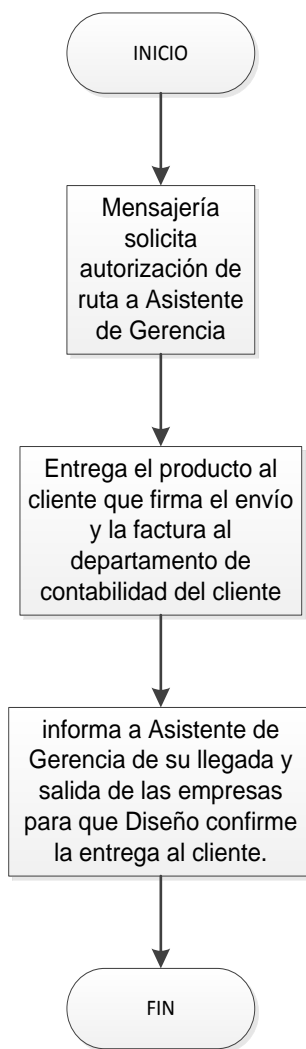 INICIO
Mensajería
solicita
autorización de
ruta a Asistente
de Gerencia
Entrega el producto al
cliente que firma el envío
y la factura al
departamento de
contabilidad del cliente
informa a Asistente de
Gerencia de su llegada y
salida de las empresas
para que Diseño confirme
la entrega al cliente.
FIN